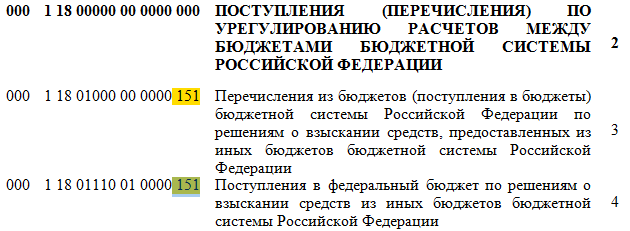 000 1 18 00000 00 0000 000 ПОСТУПЛЕНИЯ (ПЕРЕЧИСЛЕНИЯ) ПО
УРЕГУЛИРОВАНИЮ РАСЧЕТОВ МЕЖДУ
БЮДЖЕТАМИ БЮДЖЕТНОЙ СИСТЕМЫ 2
РОССИЙСКОЙ ФЕДЕРАЦИИ
000 1 18 01000 00 0000 151 Перечисления из бюджетов (поступления в бюджеты)
бюджетной системы Российской Федерации по
решениям о взыскании средств, предоставленных из 3
иных бюджетов бюджетной системы Российской
Федерации
000 1 18 01110 01 0000 151 Поступления в федеральный бюджет по решениям о
взыскании средств из иных бюджетов бюджетной 4
системы Российской Федерации